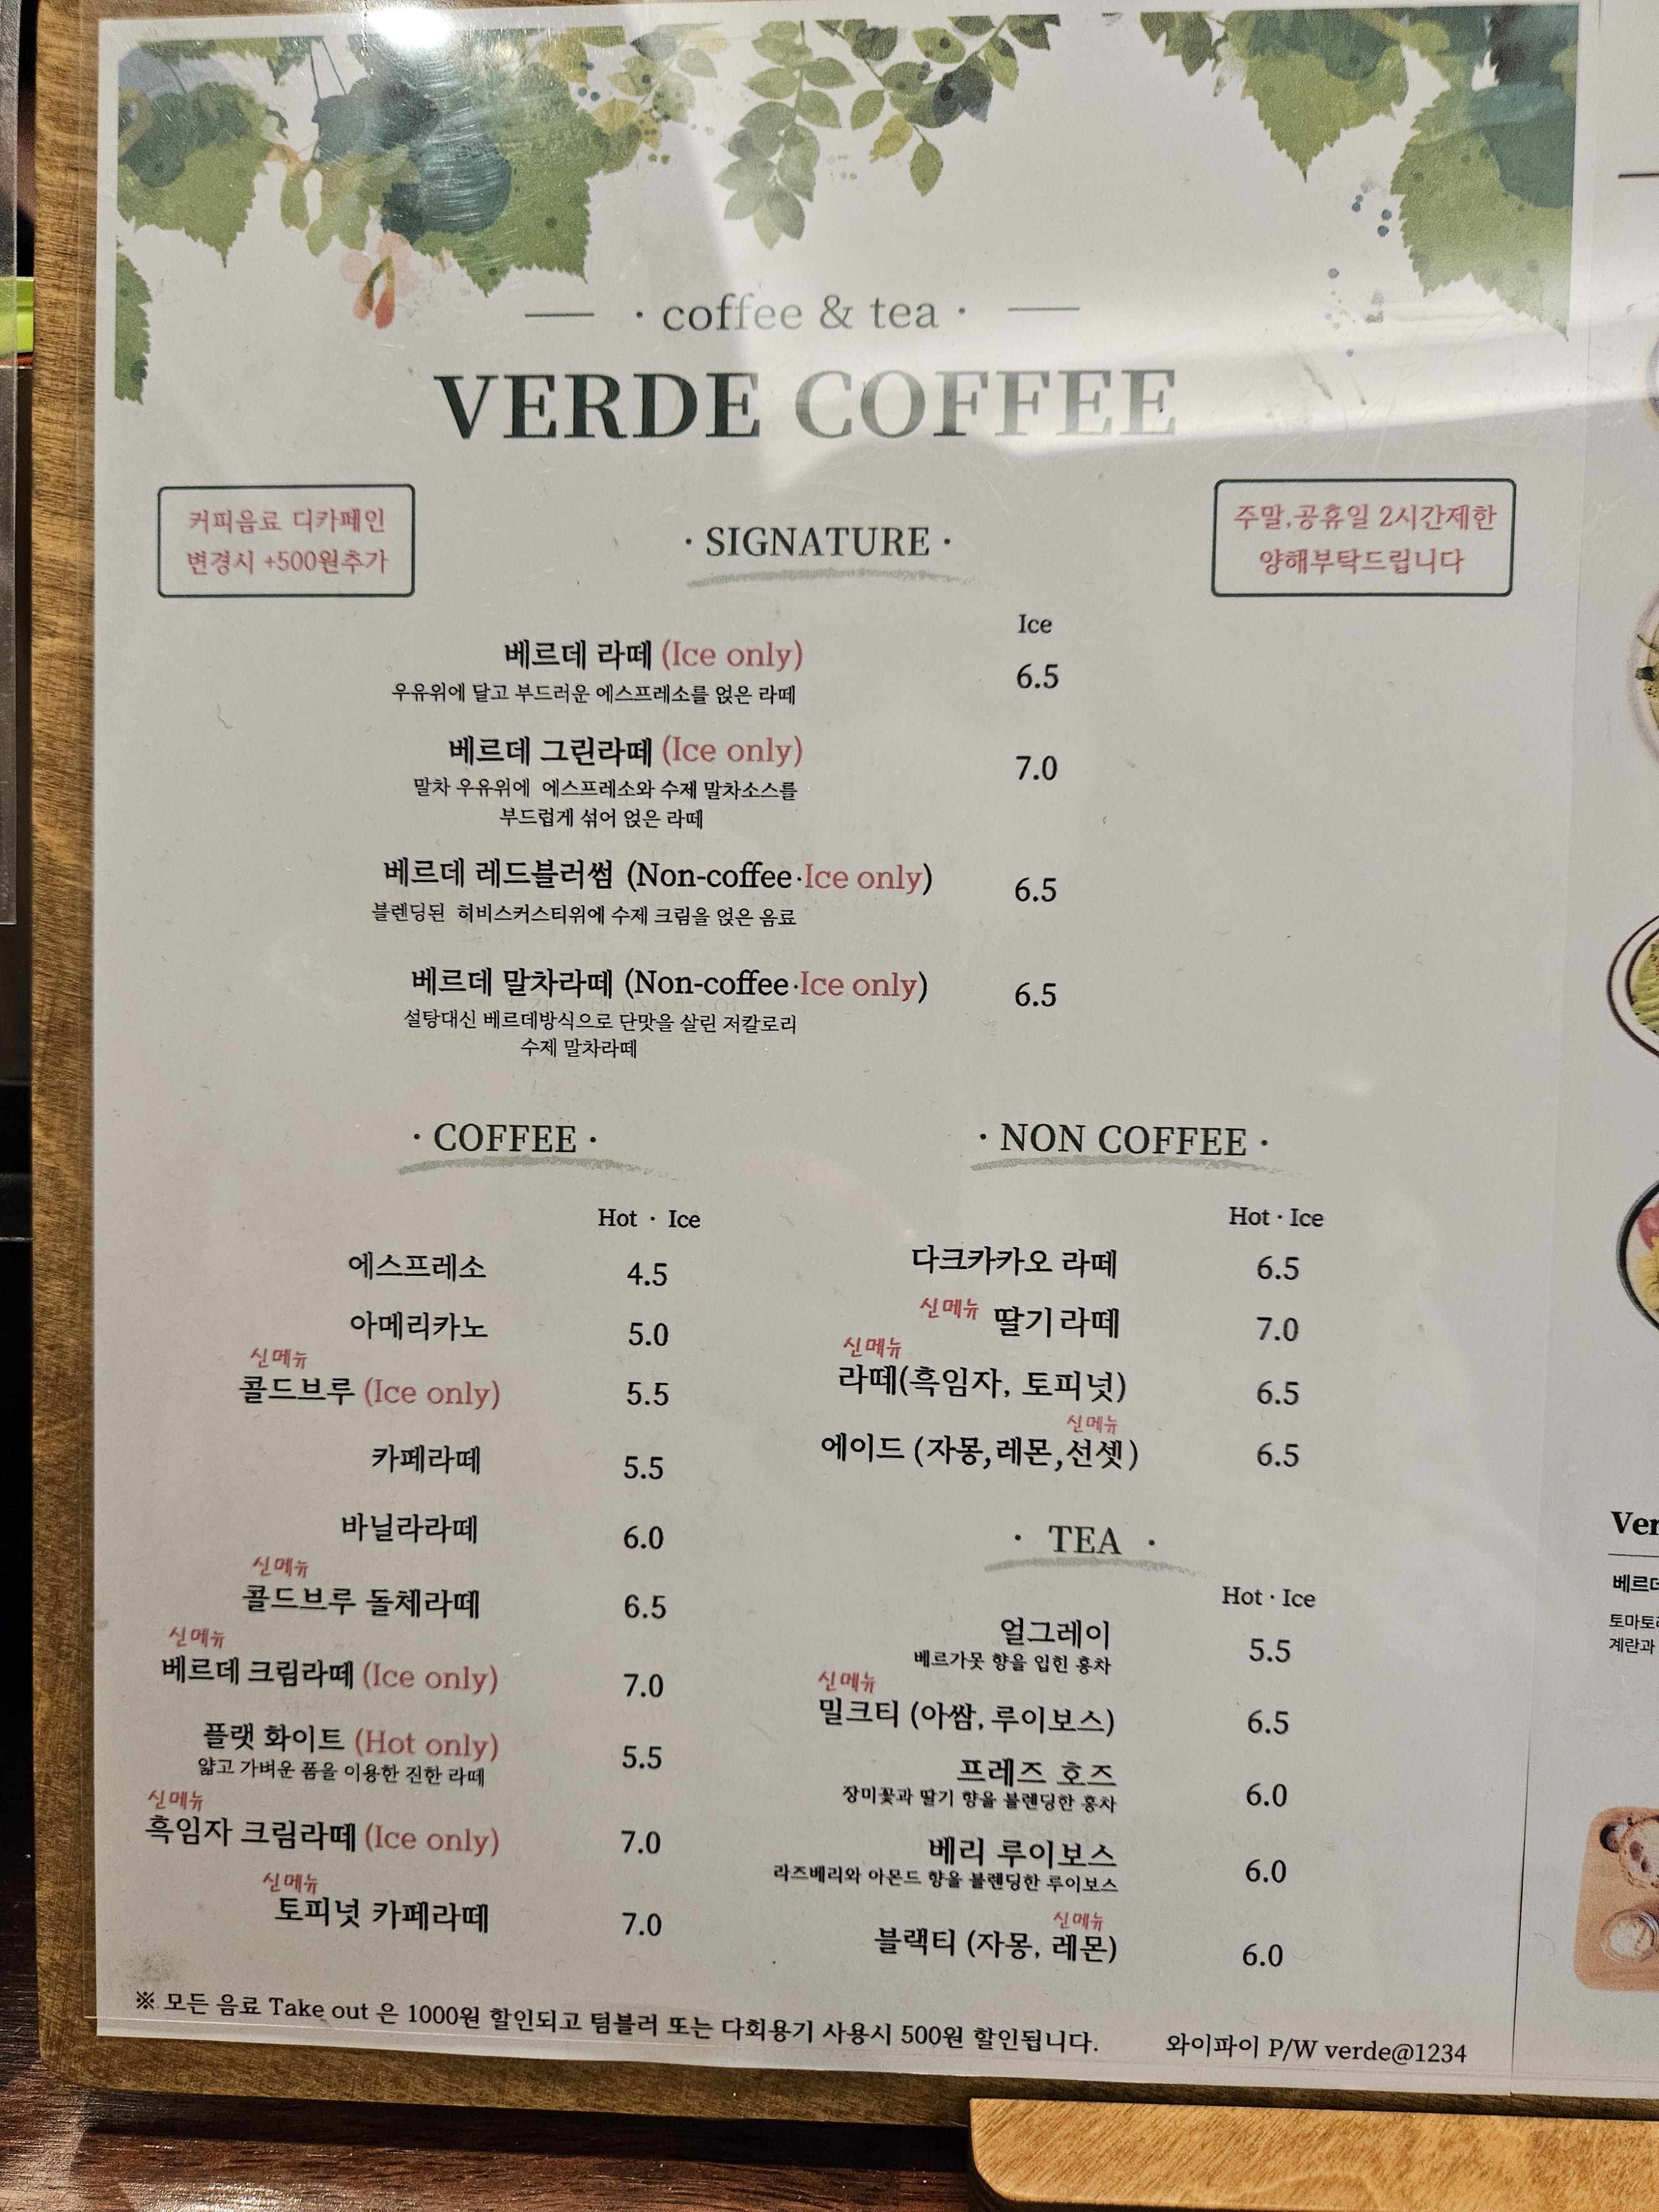 · coffee & tea ·
VERDE COFFEE
커피음료 디카페인
변경시 +500원추가
주말,공휴일 2시간제한
양해부탁드립니다
· SIGNATURE ·
Ice
베르데 라떼 (Ice only) 6.5
우유위에 달고 부드러운 에스프레소를 얹은 라떼
베르데 그린라떼 (Ice only) 7.0
말차 우유위에 에스프레소와 수제 말차소스를
부드럽게 섞어 얹은 라떼
베르데 레드블러썸 (Non-coffee·Ice only) 6.5
블렌딩된 히비스커스티위에 수제 크림을 얹은 음료
베르데 말차라떼 (Non-coffee·Ice only) 6.5
설탕대신 베르데방식으로 단맛을 살린 저칼로리
수제 말차라떼
· COFFEE ·
Hot · Ice
에스프레소 4.5
아메리카노 5.0
신메뉴
콜드브루 (Ice only) 5.5
카페라떼 5.5
바닐라라떼 6.0
신메뉴
콜드브루 돌체라떼 6.5
신메뉴
베르데 크림라떼 (Ice only) 7.0
플랫 화이트 (Hot only) 5.5
얇고 가벼운 폼을 이용한 진한 라떼
신메뉴
흑임자 크림라떼 (Ice only) 7.0
신메뉴
토피넛 카페라떼 7.0
· NON COFFEE ·
Hot · Ice
다크카카오 라떼 6.5
신메뉴 딸기라떼 7.0
신메뉴
라떼(흑임자, 토피넛) 6.5
신메뉴
에이드 (자몽,레몬,선셋) 6.5
· TEA ·
Hot · Ice
얼그레이 5.5
베르가못 향을 입힌 홍차
신메뉴
밀크티 (아쌈, 루이보스) 6.5
프레즈 호즈 6.0
장미꽃과 딸기 향을 블렌딩한 홍차
베리 루이보스 6.0
라즈베리와 아몬드 향을 블렌딩한 루이보스
신메뉴
블랙티 (자몽, 레몬) 6.0
※ 모든 음료 Take out 은 1000원 할인되고 텀블러 또는 다회용기 사용시 500원 할인됩니다.
와이파이 P/W verde@1234
Ver
베르데
토마토
계란과